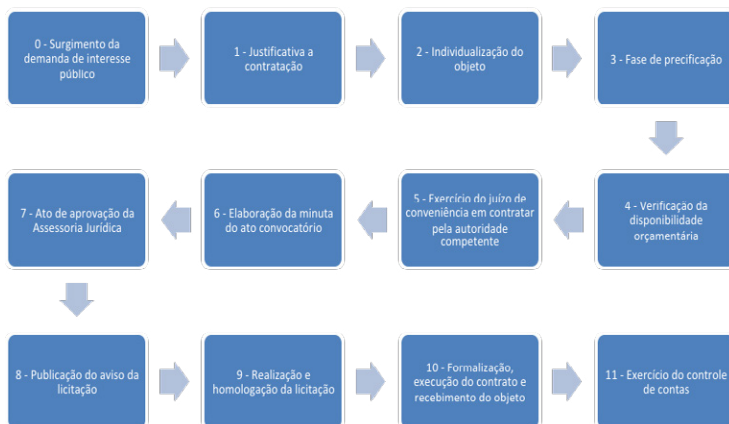 0 - Surgimento da
demanda de interesse
público
1 - Justificativa a
contratação
2 - Individualização do
objeto
3 - Fase de precificação
4 - Verificação da
disponibilidade
orçamentária
5 - Exercício do juízo de
conveniência em contratar
pela autoridade
competente
6 - Elaboração da minuta
do ato convocatório
7 - Ato de aprovação da
Assessoria Jurídica
8 - Publicação do aviso da
licitação
9 - Realização e
homologação da licitação
10 - Formalização,
execução do contrato e
recebimento do objeto
11 - Exercício do controle
de contas